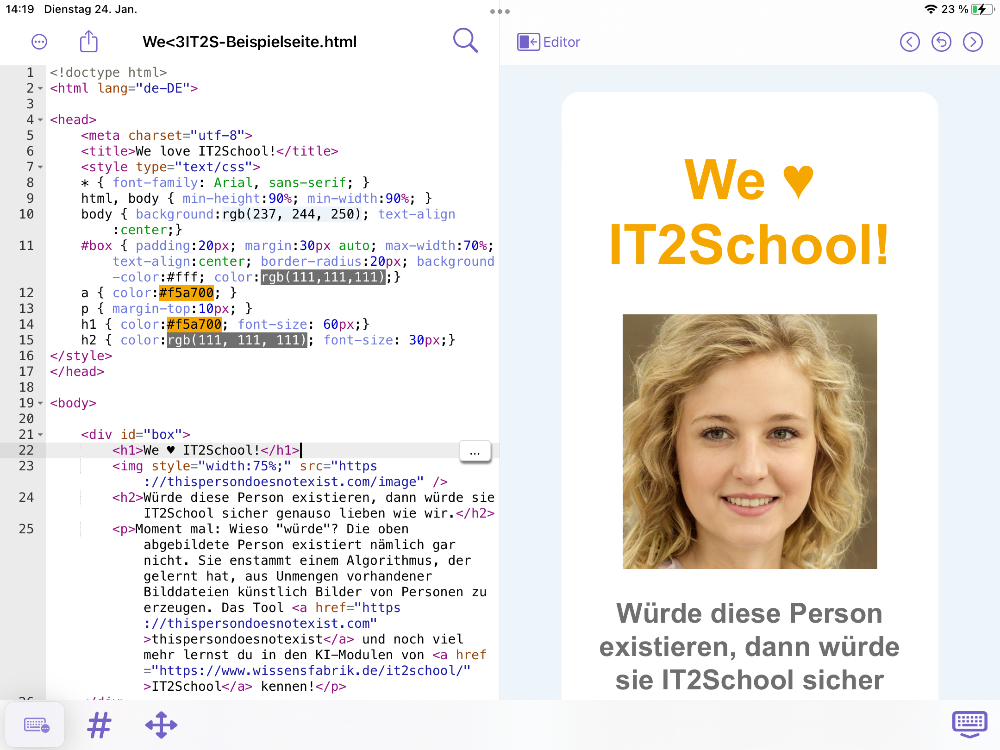 14:19 Dienstag 24. Jan.
23 %
We<3IT2S-Beispielseite.html
Editor
1 <!doctype html>
2 <html lang="de-DE">
3
4 <head>
5 <meta charset="utf-8">
6 <title>We love IT2School!</title>
7 <style type="text/css">
8 * { font-family: Arial, sans-serif; }
9 html, body { min-height:90%; min-width:90%; }
10 body { background:rgb(237, 244, 250); text-align
:center;}
11 #box { padding:20px; margin:30px auto; max-width:70%;
text-align:center; border-radius:20px; background
-color:#fff; color:rgb(111,111,111);}
12 a { color:#f5a700; }
13 p { margin-top:10px; }
14 h1 { color:#f5a700; font-size: 60px;}
15 h2 { color:rgb(111, 111, 111); font-size: 30px;}
16 </style>
17 </head>
18
19 <body>
20
21 <div id="box">
22 <h1>We ♥ IT2School!</h1>
...
23 <img style="width:75%;" src="https
://thispersondoesnotexist.com/image" />
24 <h2>Würde diese Person existieren, dann würde sie
IT2School sicher genauso lieben wie wir.</h2>
25 <p>Moment mal: Wieso "würde"? Die oben
abgebildete Person existiert nämlich gar
nicht. Sie enstammt einem Algorithmus, der
gelernt hat, aus Unmengen vorhandener
Bilddateien künstlich Bilder von Personen zu
erzeugen. Das Tool <a href="https
://thispersondoesnotexist.com"
>thispersondoesnotexist</a> und noch viel
mehr lernst du in den KI-Modulen von <a href
="https://www.wissensfabrik.de/it2school/"
>IT2School</a> kennen!</p>
We ♥
IT2School!
Würde diese Person
existieren, dann würde
sie IT2School sicher